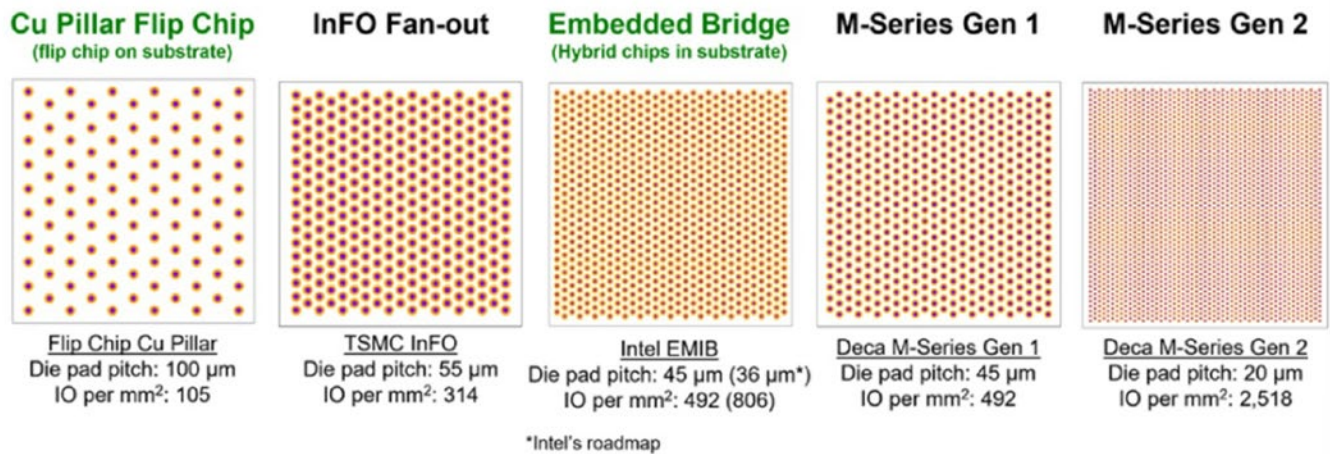 Cu Pillar Flip Chip
(flip chip on substrate)
InFO Fan-out
Embedded Bridge
(Hybrid chips in substrate)
M-Series Gen 1
M-Series Gen 2
Flip Chip Cu Pillar
Die pad pitch: 100 µm
IO per mm²: 105
TSMC InFO
Die pad pitch: 55 µm
IO per mm²: 314
Intel EMIB
Die pad pitch: 45 µm (36 µm*)
IO per mm²: 492 (806)
*Intel's roadmap
Deca M-Series Gen 1
Die pad pitch: 45 µm
IO per mm²: 492
Deca M-Series Gen 2
Die pad pitch: 20 µm
IO per mm²: 2,518